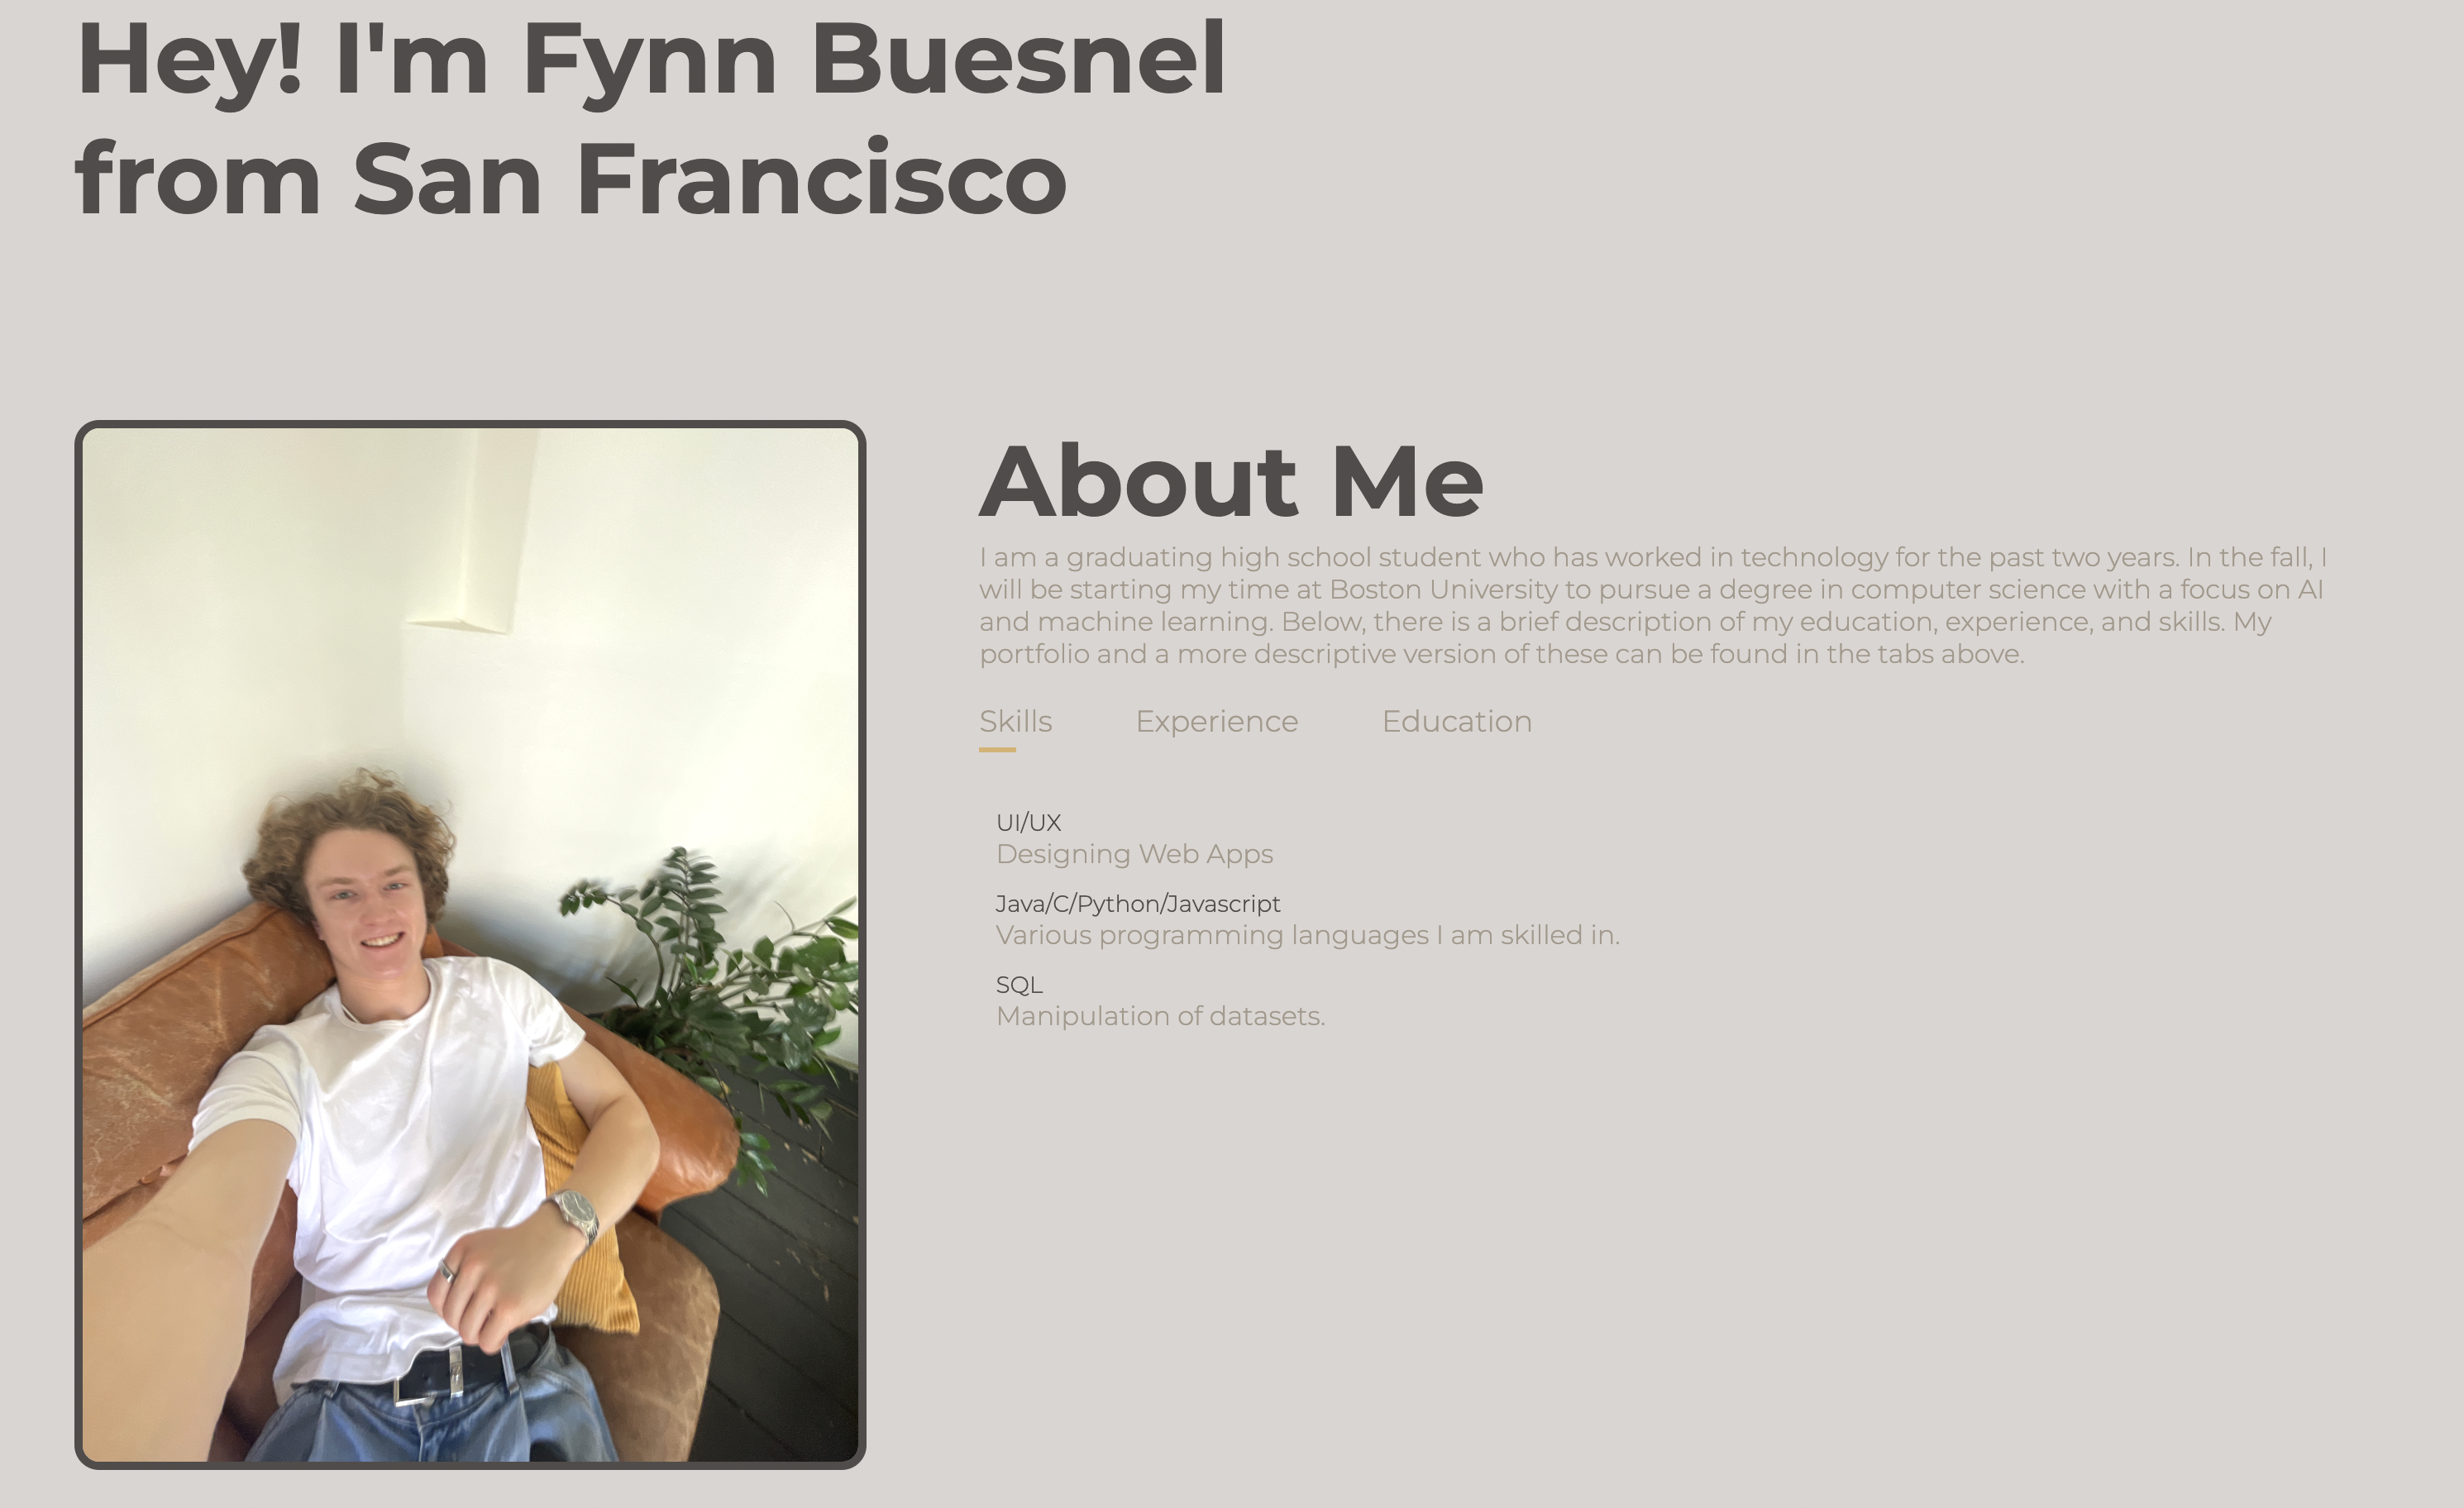 Hey! I'm Fynn Buesnel
from San Francisco
About Me
I am a graduating high school student who has worked in technology for the past two years. In the fall, I
will be starting my time at Boston University to pursue a degree in computer science with a focus on AI
and machine learning. Below, there is a brief description of my education, experience, and skills. My
portfolio and a more descriptive version of these can be found in the tabs above.
Skills Experience Education
UI/UX
Designing Web Apps
Java/C/Python/Javascript
Various programming languages I am skilled in.
SQL
Manipulation of datasets.